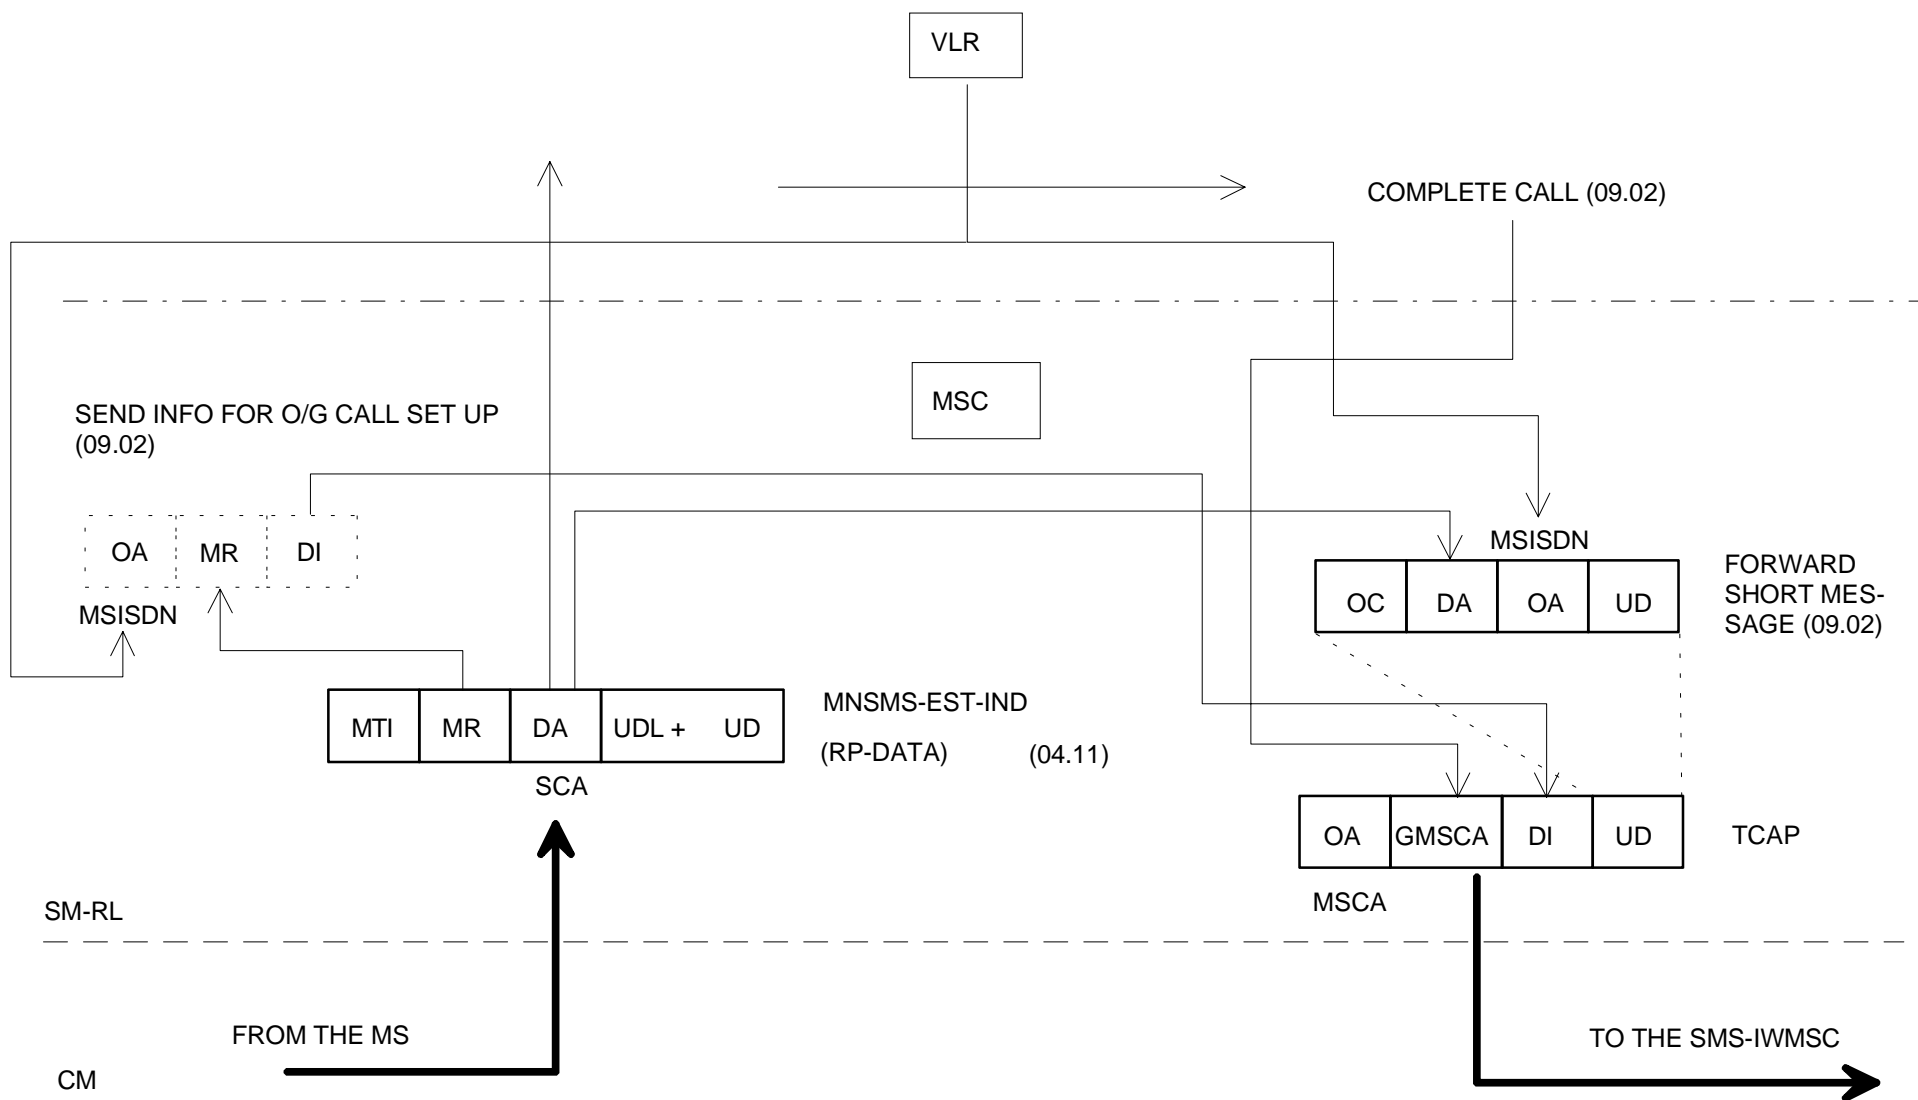 VLR
COMPLETE CALL (09.02)
MSC
SEND INFO FOR O/G CALL SET UP
(09.02)
OA MR DI
MSISDN
MSISDN
OC DA OA UD
FORWARD
SHORT MES-
SAGE (09.02)
MTI MR DA UDL + UD
MNSMS-EST-IND
(RP-DATA) (04.11)
SCA
OA GMSCA DI UD
TCAP
MSCA
SM-RL
FROM THE MS
TO THE SMS-IWMSC
CM